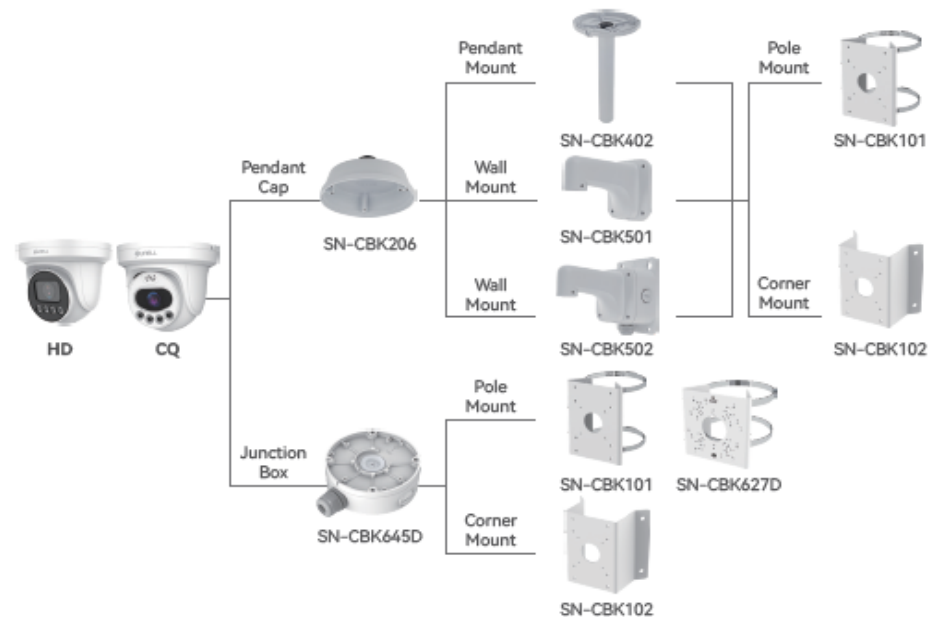 Pendant
Mount
SN-CBK402
Pole
Mount
SN-CBK101
Pendant
Cap
SN-CBK206
Wall
Mount
SN-CBK501
HD
CQ
Wall
Mount
SN-CBK502
Corner
Mount
SN-CBK102
Junction
Box
SN-CBK645D
Pole
Mount
SN-CBK101
SN-CBK627D
Corner
Mount
SN-CBK102